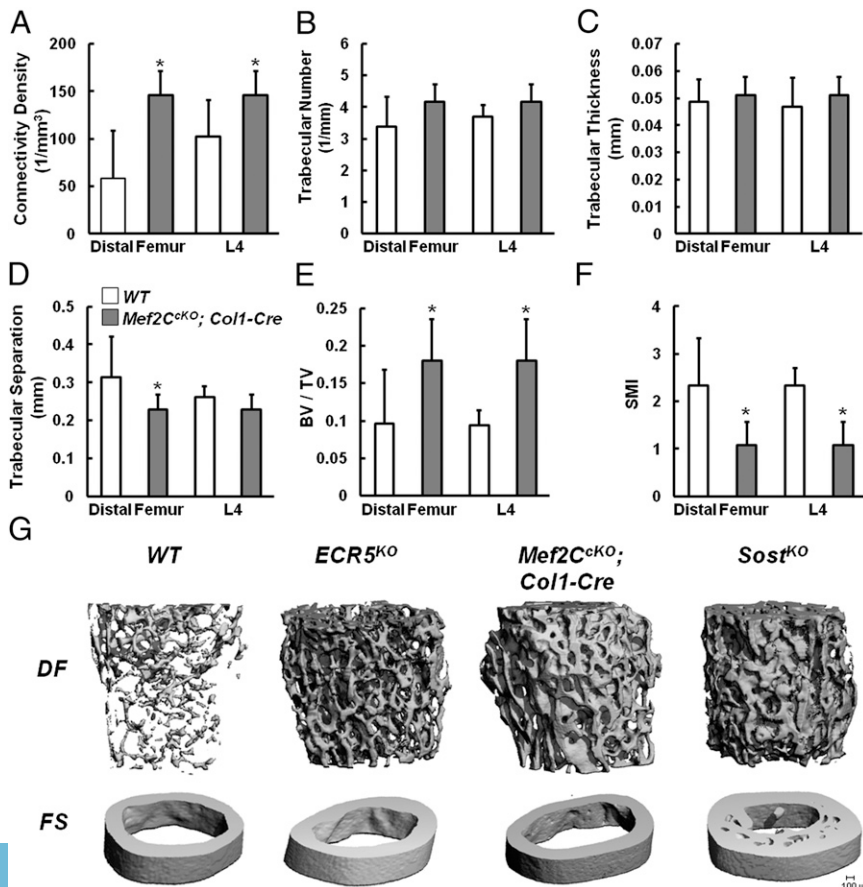 A
Connectivity Density
(1/mm³)
200
150
100
50
0
*
*
Distal Femur
L4
B
Trabecular Number
(1/mm)
6
5
4
3
2
1
0
Distal Femur
L4
C
Trabecular Thickness
(mm)
0.07
0.06
0.05
0.04
0.03
0.02
0.01
0
Distal Femur
L4
D
Trabecular Separation
(mm)
0.5
0.4
0.3
0.2
0.1
0
WT
Mef2C^cKO; Col1-Cre
*
Distal Femur
L4
E
BV / TV
0.25
0.2
0.15
0.1
0.05
0
*
*
Distal Femur
L4
F
SMI
4
3
2
1
0
*
*
Distal Femur
L4
G
WT
ECR5^KO
Mef2C^cKO;
Col1-Cre
Sost^KO
DF
FS